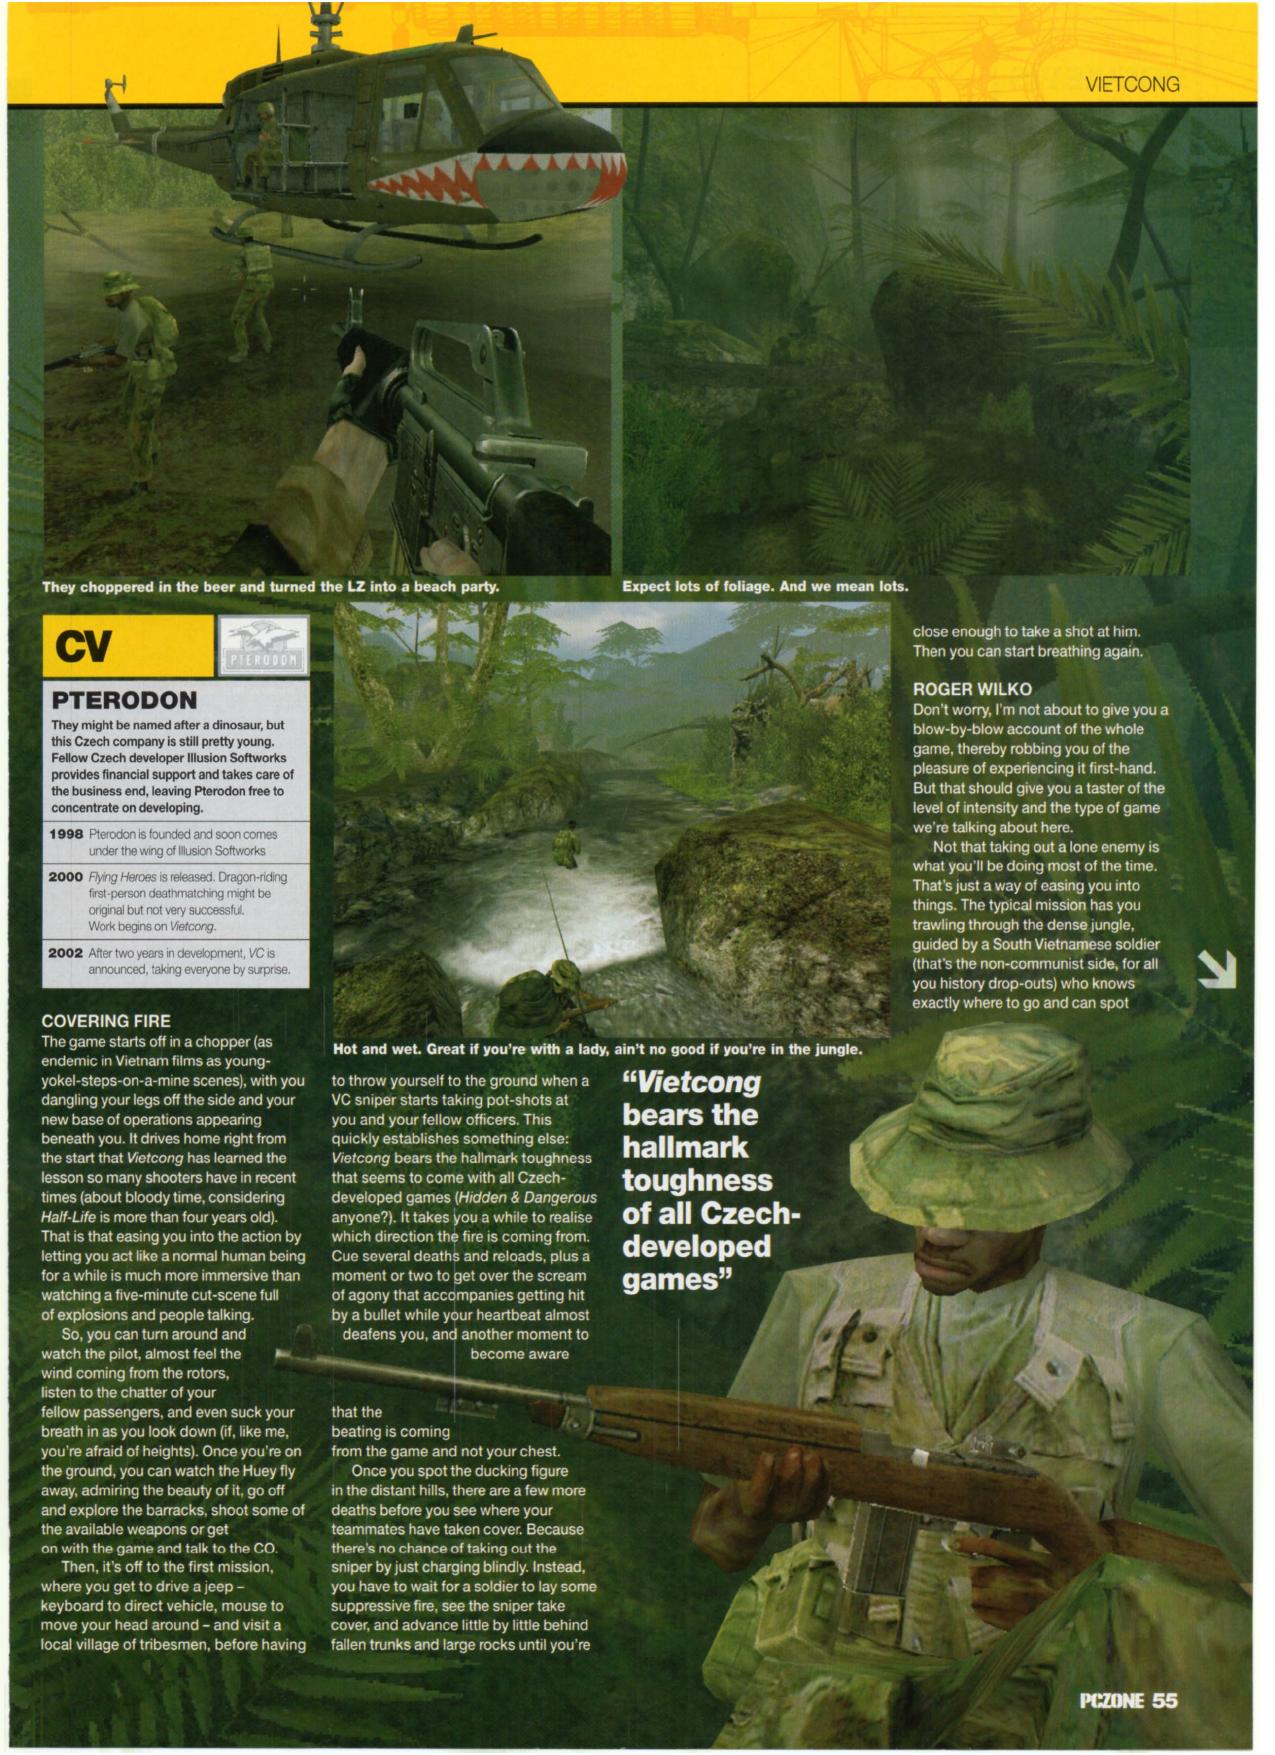 VIETCONG
They choppered in the beer and turned the LZ into a beach party.
Expect lots of foliage. And we mean lots.
CV
PTERODON
PTERODON
They might be named after a dinosaur, but
this Czech company is still pretty young.
Fellow Czech developer Illusion Softworks
provides financial support and takes care of
the business end, leaving Pterodon free to
concentrate on developing.
1998 Pterodon is founded and soon comes
under the wing of Illusion Softworks
2000 Flying Heroes is released. Dragon-riding
first-person deathmatching might be
original but not very successful.
Work begins on Vietcong.
2002 After two years in development, VC is
announced, taking everyone by surprise.
Hot and wet. Great if you're with a lady, ain't no good if you're in the jungle.
COVERING FIRE
The game starts off in a chopper (as
endemic in Vietnam films as young-
yokel-steps-on-a-mine scenes), with you
dangling your legs off the side and your
new base of operations appearing
beneath you. It drives home right from
the start that Vietcong has learned the
lesson so many shooters have in recent
times (about bloody time, considering
Half-Life is more than four years old).
That is that easing you into the action by
letting you act like a normal human being
for a while is much more immersive than
watching a five-minute cut-scene full
of explosions and people talking.
So, you can turn around and
watch the pilot, almost feel the
wind coming from the rotors,
listen to the chatter of your
fellow passengers, and even suck your
breath in as you look down (if, like me,
you're afraid of heights). Once you're on
the ground, you can watch the Huey fly
away, admiring the beauty of it, go off
and explore the barracks, shoot some of
the available weapons or get
on with the game and talk to the CO.
Then, it's off to the first mission,
where you get to drive a jeep –
keyboard to direct vehicle, mouse to
move your head around – and visit a
local village of tribesmen, before having
to throw yourself to the ground when a
VC sniper starts taking pot-shots at
you and your fellow officers. This
quickly establishes something else:
Vietcong bears the hallmark toughness
that seems to come with all Czech-
developed games (Hidden & Dangerous
anyone?). It takes you a while to realise
which direction the fire is coming from.
Cue several deaths and reloads, plus a
moment or two to get over the scream
of agony that accompanies getting hit
by a bullet while your heartbeat almost
deafens you, and another moment to
become aware
that the
beating is coming
from the game and not your chest.
Once you spot the ducking figure
in the distant hills, there are a few more
deaths before you see where your
teammates have taken cover. Because
there's no chance of taking out the
sniper by just charging blindly. Instead,
you have to wait for a soldier to lay some
suppressive fire, see the sniper take
cover, and advance little by little behind
fallen trunks and large rocks until you're
"Vietcong
bears the
hallmark
toughness
of all Czech-
developed
games"
close enough to take a shot at him.
Then you can start breathing again.
ROGER WILKO
Don't worry, I'm not about to give you a
blow-by-blow account of the whole
game, thereby robbing you of the
pleasure of experiencing it first-hand.
But that should give you a taster of the
level of intensity and the type of game
we're talking about here.
Not that taking out a lone enemy is
what you'll be doing most of the time.
That's just a way of easing you into
things. The typical mission has you
trawling through the dense jungle,
guided by a South Vietnamese soldier
(that's the non-communist side, for all
you history drop-outs) who knows
exactly where to go and can spot
PCZONE 55